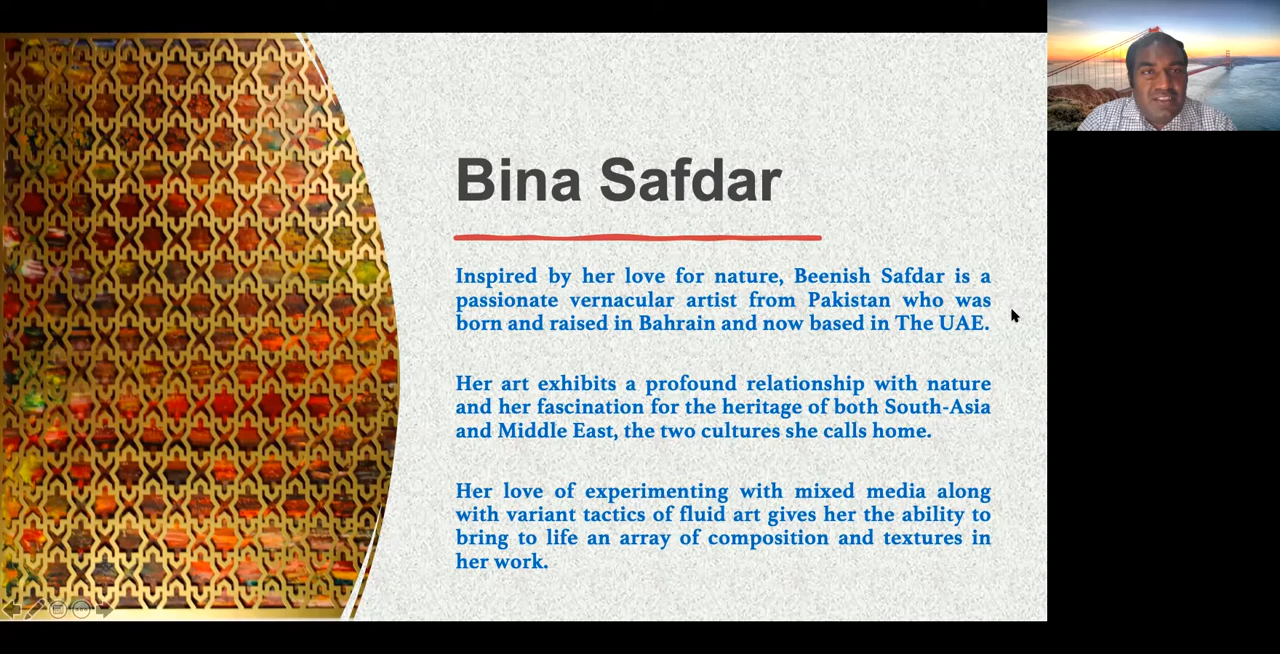 Bina Safdar
Inspired by her love for nature, Beenish Safdar is a
passionate vernacular artist from Pakistan who was
born and raised in Bahrain and now based in The UAE.
Her art exhibits a profound relationship with nature
and her fascination for the heritage of both South-Asia
and Middle East, the two cultures she calls home.
Her love of experimenting with mixed media along
with variant tactics of fluid art gives her the ability to
bring to life an array of composition and textures in
her work.